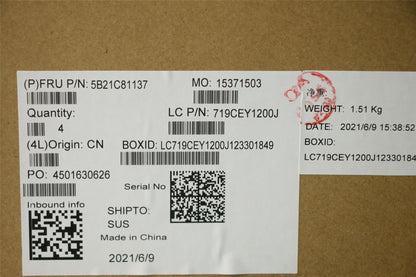 (P)FRU P/N: 5B21C81137
MO: 15371503
Quantity:
4
LC P/N: 719CEY1200J
(4L)Origin: CN
BOXID: LC719CEY1200J123301849
PO: 4501630626
Serial No
Inbound info
SHIPTO:
SUS
Made in China
2021/6/9
WEIGHT: 1.51 Kg
DATE: 2021/6/9 15:38:52
BOXID:
LC719CEY1200J12330184